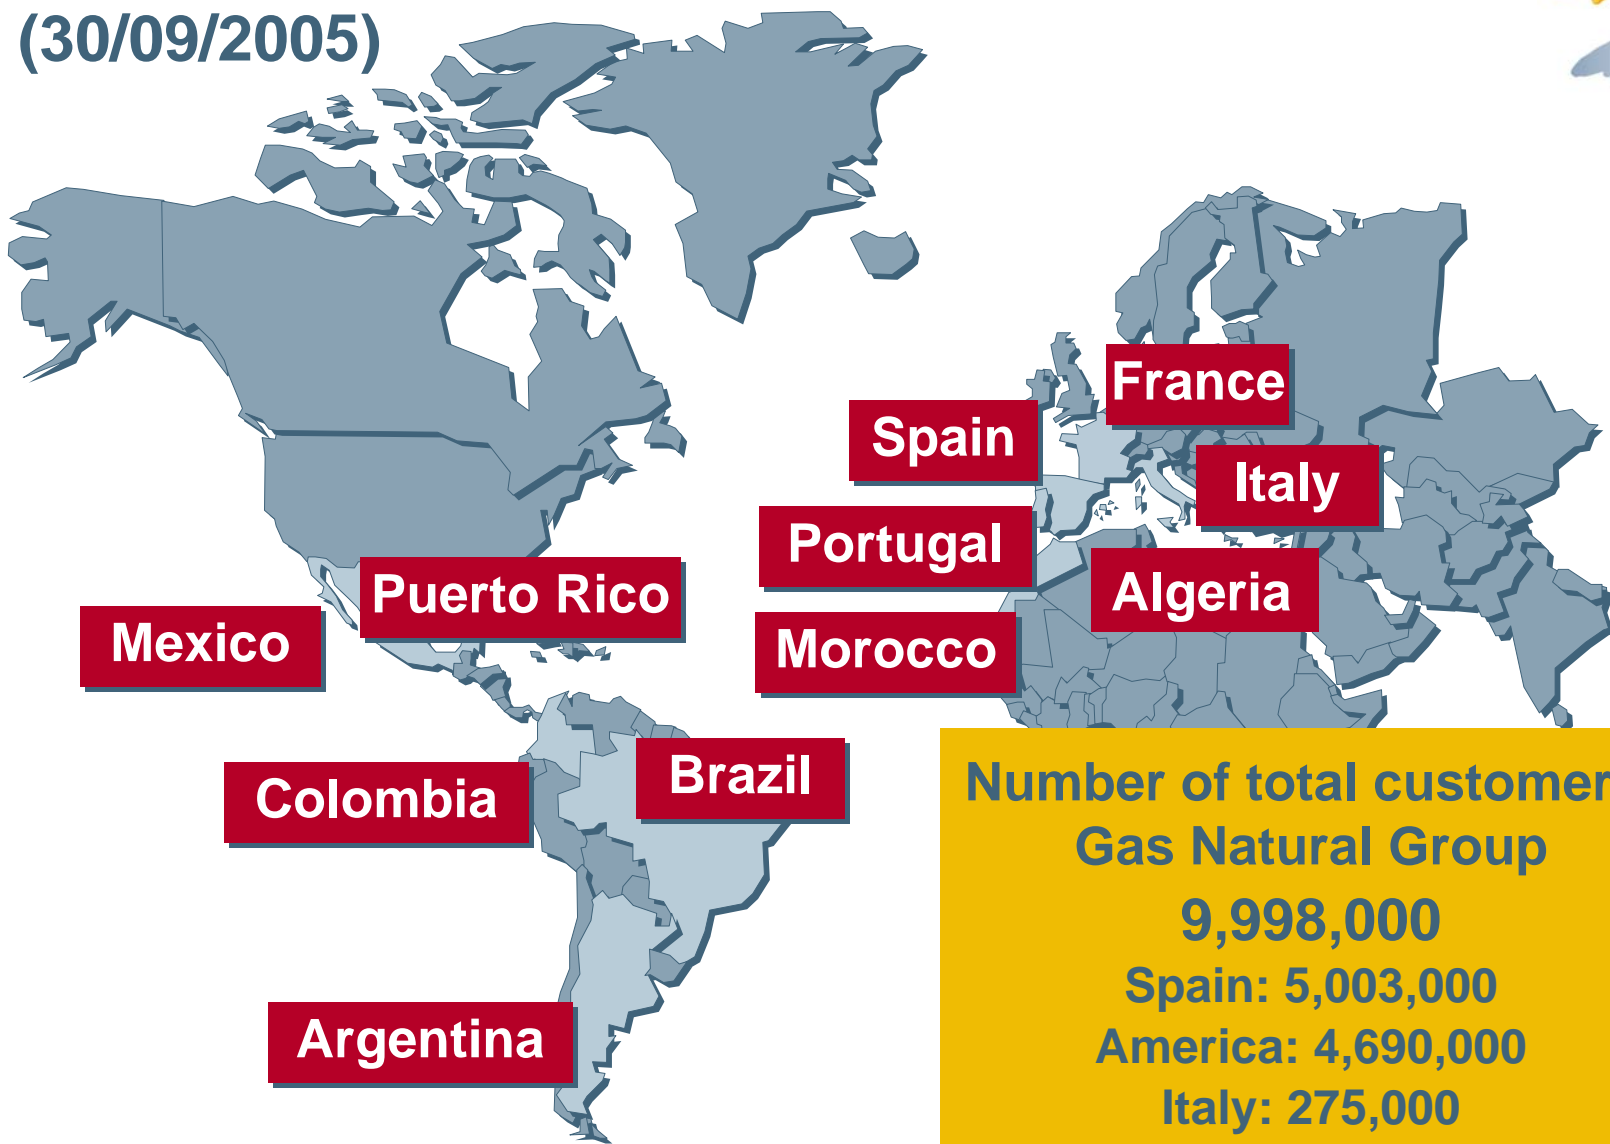 (30/09/2005)
France
Spain
Italy
Portugal
Puerto Rico
Algeria
Mexico
Morocco
Brazil
Colombia
Argentina
Number of total customer
Gas Natural Group
9,998,000
Spain: 5,003,000
America: 4,690,000
Italy: 275,000